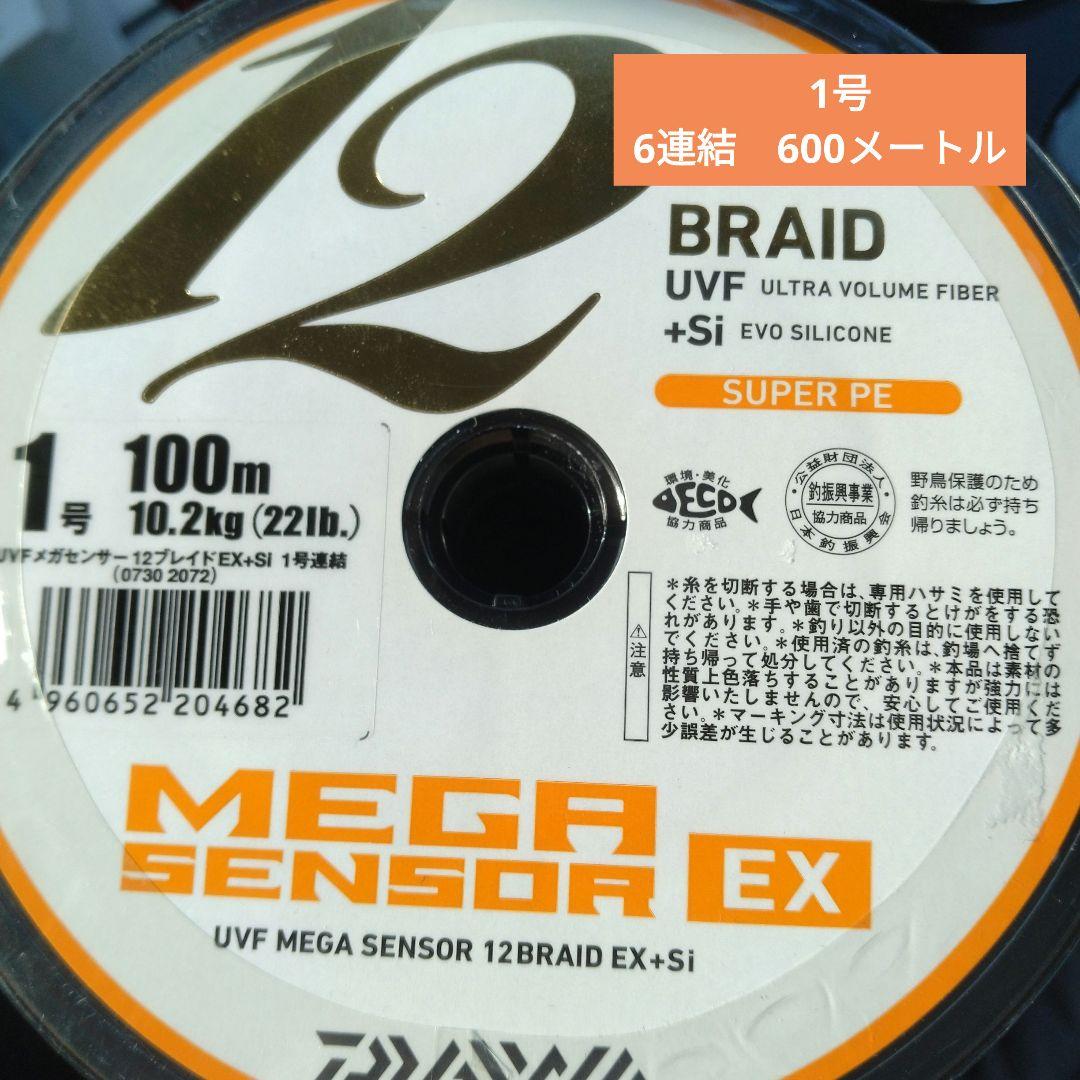 1号
6連結 600メートル
12
BRAID
UVF ULTRA VOLUME FIBER
+Si EVO SILICONE
SUPER PE
1号
100m
10.2kg (22lb.)
UVFメガセンサー12ブレイドEX+Si 1号連結
(0730 2072)
4 960652 204682
環境・美化
ECO
協力商品
・公益財団法人・
釣振興事業
協力商品
日本釣振興会
野鳥保護のため
釣糸は必ず持ち
帰りましょう。
⚠注意
＊糸を切断する場合は、専用ハサミを使用して
ください。＊手や歯で切断するとけがをする恐
れがあります。＊釣り以外の目的に使用しない
でください。＊使用済の釣糸は、釣場へ捨てず
持ち帰って処分してください。＊本品は素材の
性質上色落ちすることがありますが強力には
影響いたしませんので、安心してご使用くだ
さい。＊マーキング寸法は使用状況によって多
少誤差が生じることがあります。
MEGA
SENSOR EX
UVF MEGA SENSOR 12BRAID EX+Si
DAIWA